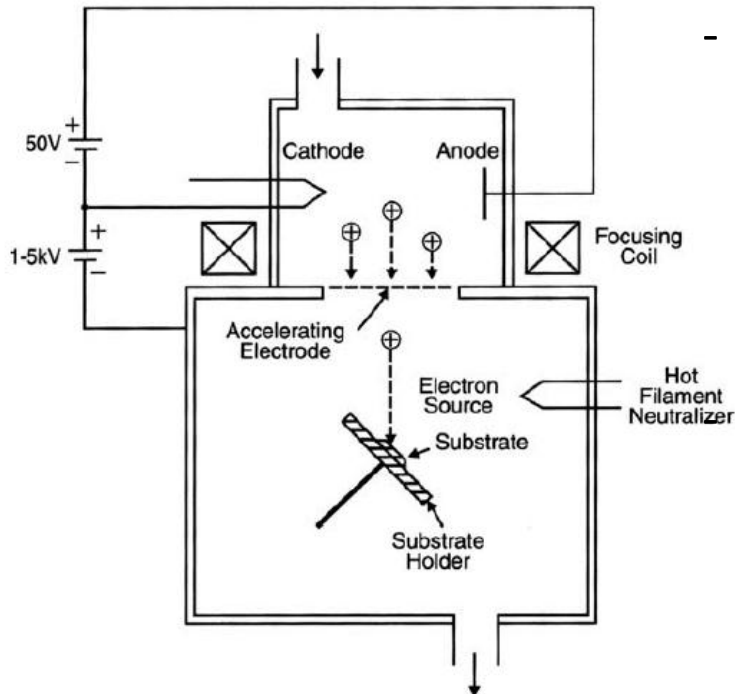 +
50V
−
Cathode
Anode
+
1-5kV
−
Focusing
Coil
Accelerating
Electrode
Electron
Source
Hot
Filament
Neutralizer
Substrate
Substrate
Holder